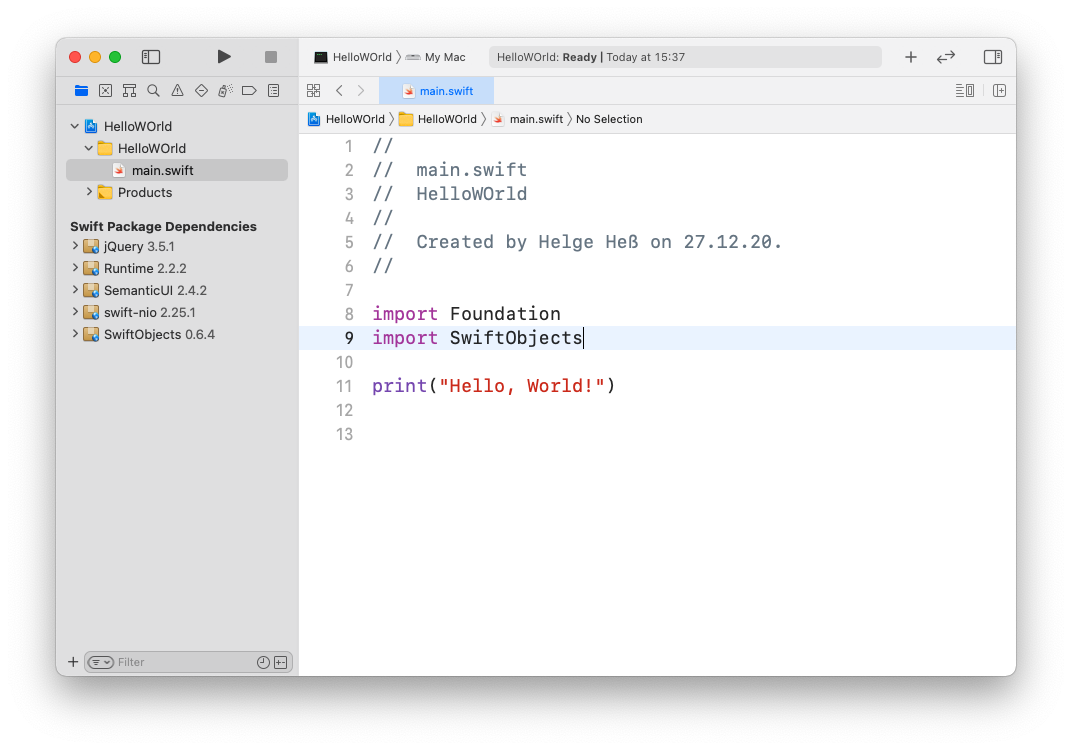 HelloWOrld
My Mac
HelloWOrld: Ready | Today at 15:37
main.swift
HelloWOrld
HelloWOrld
main.swift
No Selection
HelloWOrld
HelloWOrld
main.swift
Products
Swift Package Dependencies
jQuery 3.5.1
Runtime 2.2.2
SemanticUI 2.4.2
swift-nio 2.25.1
SwiftObjects 0.6.4
Filter
1 //
2 //  main.swift
3 //  HelloWOrld
4 //
5 //  Created by Helge Heß on 27.12.20.
6 //
7
8 import Foundation
9 import SwiftObjects
10
11 print("Hello, World!")
12
13